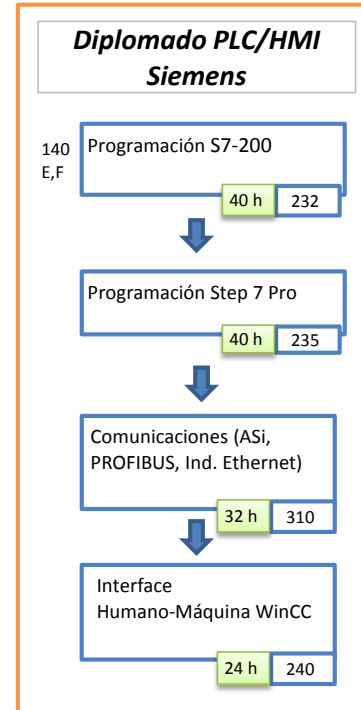 Diplomado PLC/HMI
Siemens
140
E,F
Programación S7-200
40 h
232
Programación Step 7 Pro
40 h
235
Comunicaciones (ASi,
PROFIBUS, Ind. Ethernet)
32 h
310
Interface
Humano-Máquina WinCC
24 h
240